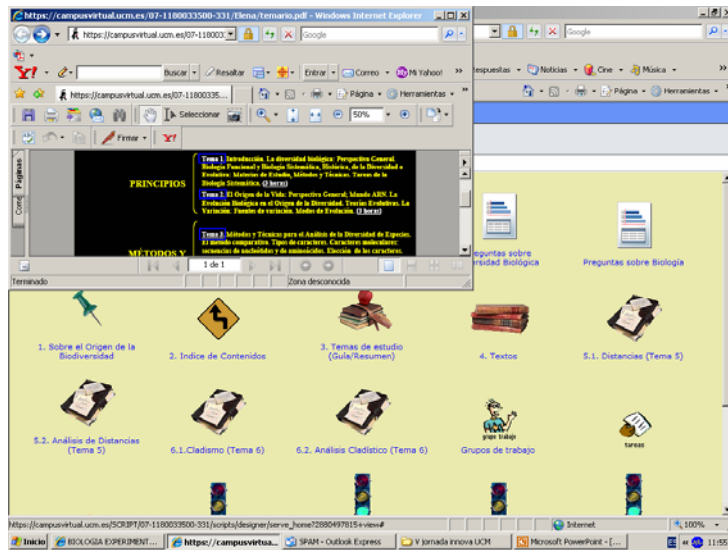 https://campusvirtual.ucm.es/07-1180033500-331/Elena/temario.pdf - Windows Internet Explorer
https://campusvirtual.ucm.es/07-11800
Google
Google
Buscar
Resaltar
Entrar
Correo
Mi Yahoo!
Noticias
Cine
Música
https://campusvirtual.ucm.es/07-11800335...
Página
Herramientas
Página
Herramientas
Seleccionar
50%
Firmar
Páginas
PRINCIPIOS
Tema 1. Introducción. La diversidad biológica: Perspectiva General.
Biología Funcional y Biología Sistemática, Histórica, de la Diversidad o
Evolutiva: Materias de Estudio, Métodos y Técnicas. Tareas de la
Biología Sistemática. (3 horas)
Tema 2. El Origen de la Vida: Perspectiva General; Mundo ARN. La
Evolución Biológica en el Origen de la Diversidad. Teorías Evolutivas. La
Variación: Fuentes de variación. Modos de Evolución. (3 horas)
MÉTODOS Y
Tema 3. Métodos y Técnicas para el Análisis de la Diversidad de Especies.
El método comparativo. Tipos de caracteres. Caracteres moleculares:
secuencias de nucleótidos y de aminoácidos. Elección de los caracteres.
1 de 1
Terminado
Zona desconocida
Preguntas sobre Biología
1. Sobre el Origen de la
Biodiversidad
2. Indice de Contenidos
3. Temas de estudio
(Guía/Resumen)
4. Textos
5.1. Distancias (Tema 5)
5.2. Análisis de Distancias
(Tema 5)
6.1.Cladismo (Tema 6)
6.2. Análisis Cladístico (Tema 6)
grupo trabajo
Grupos de trabajo
tareas
https://campusvirtual.ucm.es/SCRIPT/07-1180033500-331/scripts/designer/serve_home?2880497815+view#
Internet
100%
Inicio
BIOLOGIA EXPERIMENT...
https://campusvirtua...
SPAM - Outlook Express
V jornada innova UCM
Microsoft PowerPoint - [...
ES
11:55